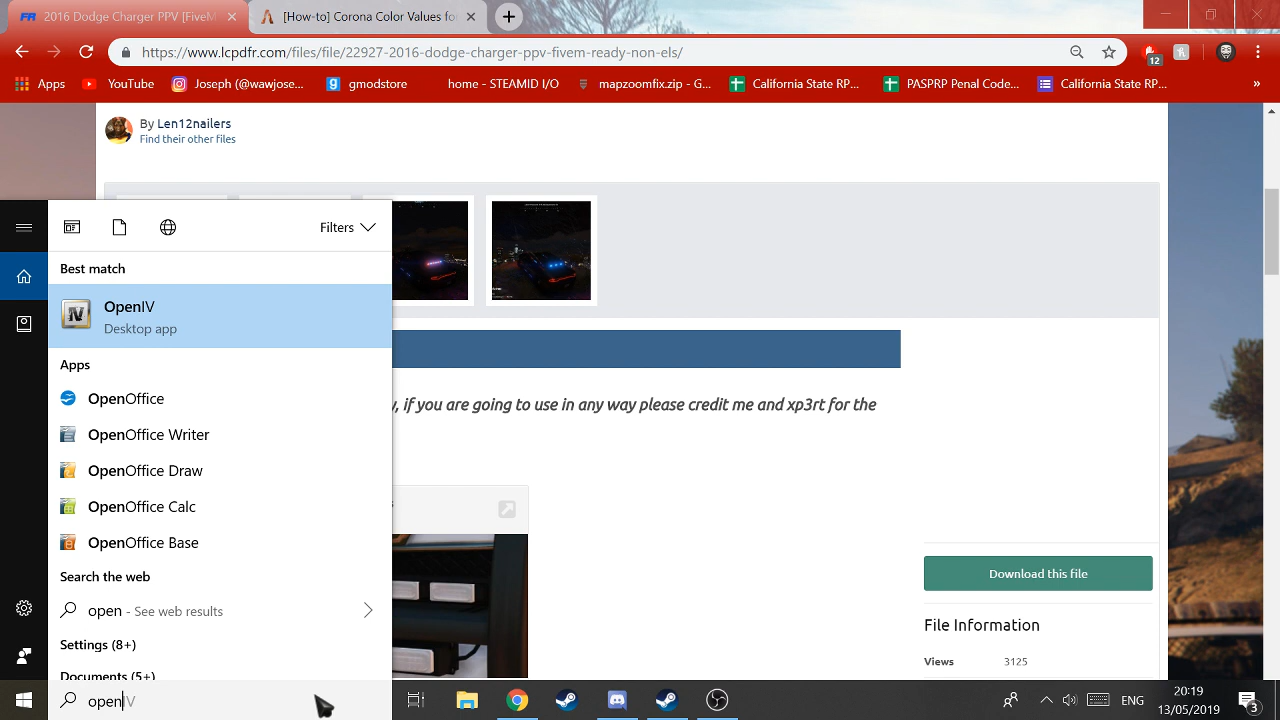 2016 Dodge Charger PPV [FiveM
[How-to] Corona Color Values for
https://www.lcpdfr.com/files/file/22927-2016-dodge-charger-ppv-fivem-ready-non-els/
12
Apps
YouTube
Joseph (@wawjose...
gmodstore
home - STEAMID I/O
mapzoomfix.zip - G...
California State RP...
PASPRP Penal Code...
California State RP...
»
By Len12nailers
Find their other files
Filters
Best match
OpenIV
Desktop app
Apps
OpenOffice
OpenOffice Writer
OpenOffice Draw
OpenOffice Calc
OpenOffice Base
Search the web
open - See web results
Settings (8+)
Documents (5+)
openIV
, if you are going to use in any way please credit me and xp3rt for the
Download this file
File Information
Views 3125
ENG
20:19
13/05/2019
3